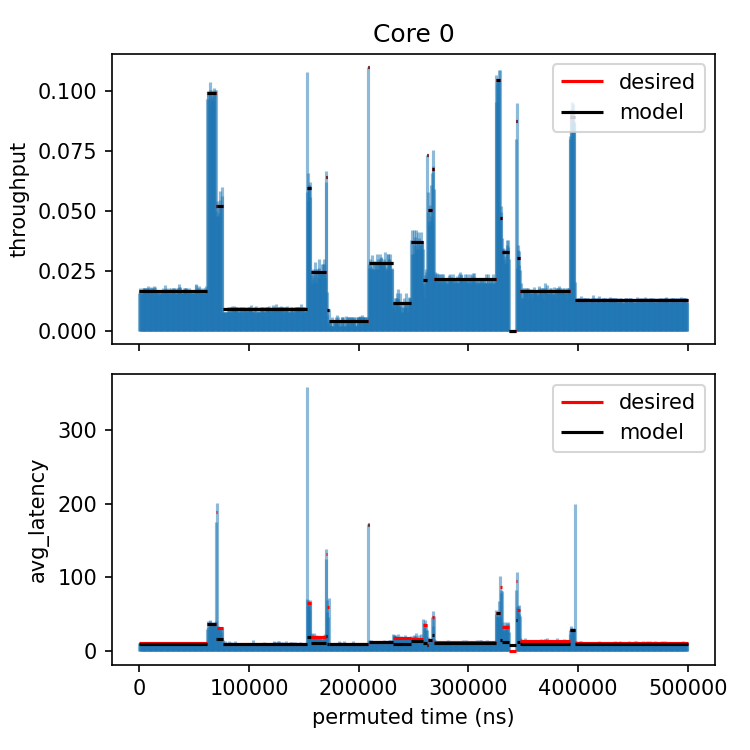 Core 0
throughput
0.100
0.075
0.050
0.025
0.000
desired
model
avg_latency
300
200
100
0
desired
model
0 100000 200000 300000 400000 500000
permuted time (ns)